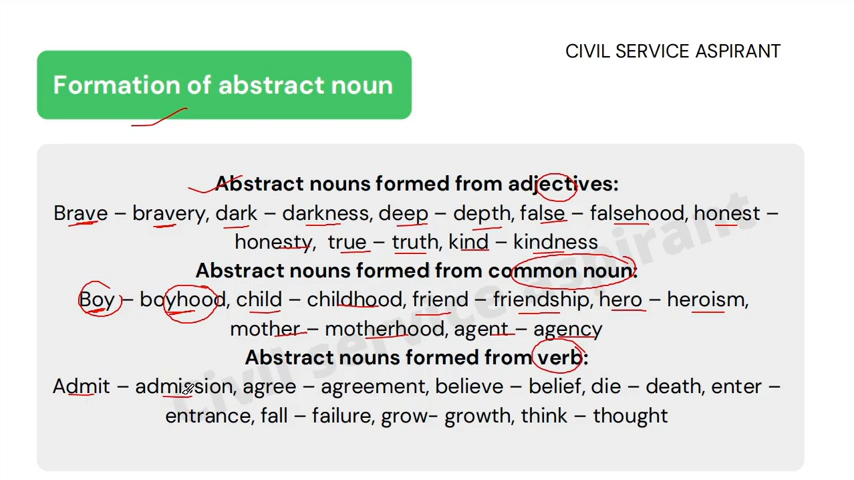 CIVIL SERVICE ASPIRANT
Formation of abstract noun
Abstract nouns formed from adjectives:
Brave – bravery, dark – darkness, deep – depth, false – falsehood, honest –
honesty, true – truth, kind – kindness
Abstract nouns formed from common noun:
Boy – boyhood, child – childhood, friend – friendship, hero – heroism,
mother – motherhood, agent – agency
Abstract nouns formed from verb:
Admit – admission, agree – agreement, believe – belief, die – death, enter –
entrance, fall – failure, grow- growth, think – thought
Civil service aspirant